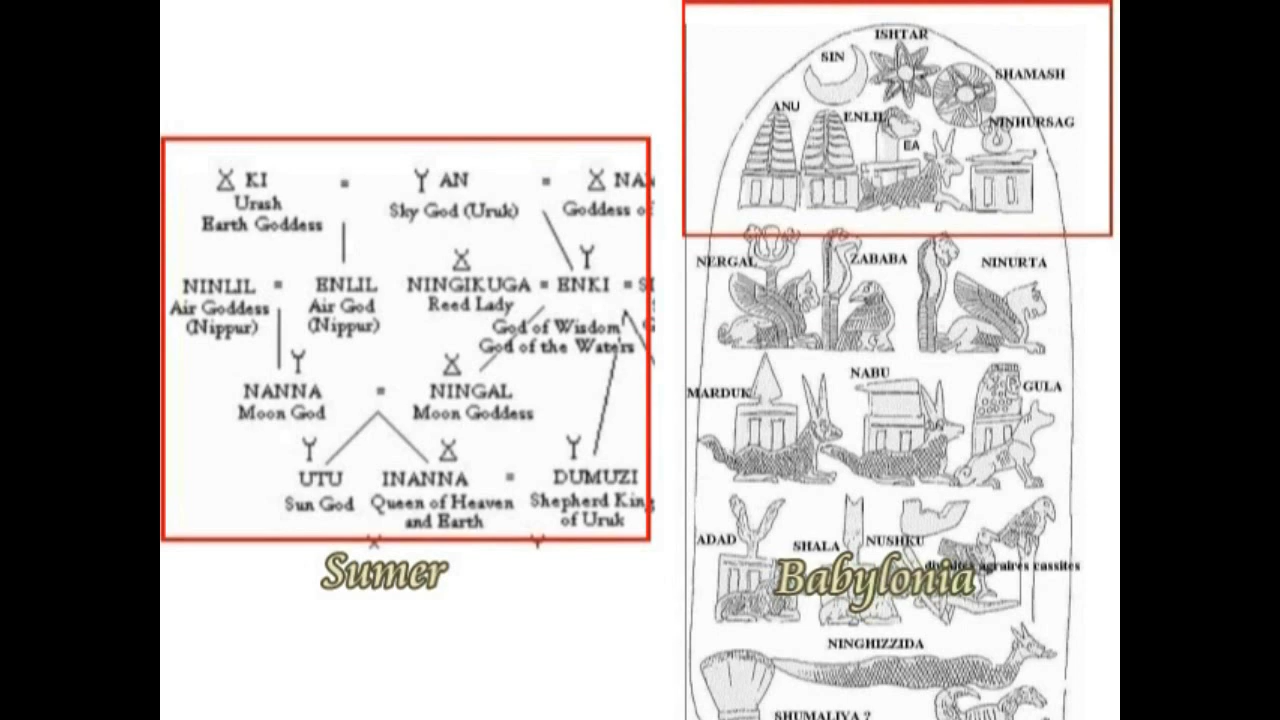 KI = AN = NAN
Urash
Sky God (Uruk) Goddess of
Earth Goddess
NINLIL = ENLIL NINGIKUGA = ENKI =
Air Goddess Air God Reed Lady
(Nippur) (Nippur) God of Wisdom
God of the Waters
NANNA = NINGAL
Moon God Moon Goddess
UTU INANNA = DUMUZI
Sun God Queen of Heaven Shepherd King
and Earth of Uruk
Sumer
ISHTAR
SIN
SHAMASH
ANU
ENLIL
NINHURSAG
EA
NERGAL
ZABABA
NINURTA
MARDUK
NABU
GULA
ADAD
SHALA
NUSHKU
divinités agraires cassites
Babylonia
NINGHIZZIDA
SHUMALIYA ?